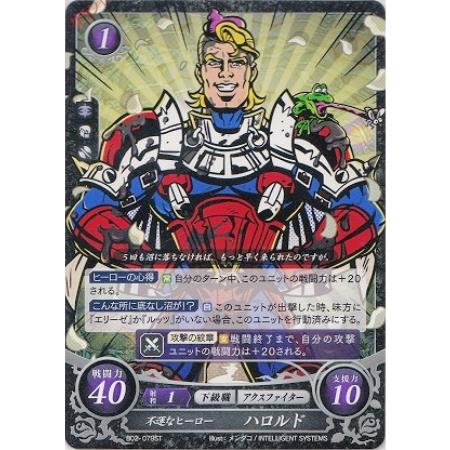 1
5回も沼に落ちなければ、もっと早く来られたのですが。
ヒーローの心得 自分のターン中、このユニットの戦闘力は+20
される。
こんな所に底なし沼が!? このユニットが出撃した時、味方に
『エリーゼ』か『ルッツ』がいない場合、このユニットを行動済みにする。
攻撃の紋章 戦闘終了まで、自分の攻撃
ユニットの戦闘力は+20される。
戦闘力 40
射程 1 下級職 アクスファイター
支援力 10
不運なヒーロー ハロルド
B02-079ST Illust:メンダコ / INTELLIGENT SYSTEMS